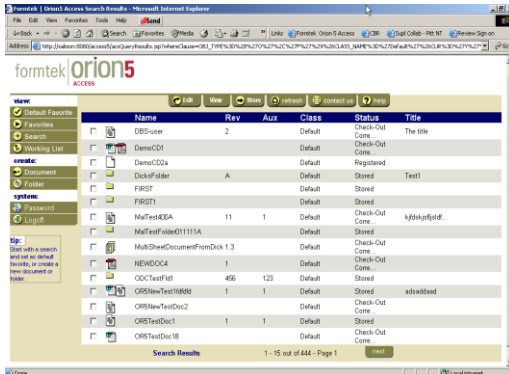 Formtek | Orion5 Access Search Results - Microsoft Internet Explorer
File Edit View Favorites Tools Help Send
Back Search Favorites Media Links Formtek Orion 5 Access CBR Supl Collab - Pitt NT Review Sign on
Address
formtek orion5
ACCESS
view:
Edit View More refresh contact us help
Default Favorite
Favorites
Search
Working List
create:
Document
Folder
system:
Password
Logoff
tip:
Start with a search
and set as default
favorite, or create a
new document or
folder.
Name Rev Aux Class Status Title
DBS-user 2 Default Check-Out Corre... The title
DemoCD1 Default Check-Out Corre...
DemoCD2a Default Registered
DicksFolder A Default Stored Test1
FIRST Default Stored
FIRST1 Default Stored
MalTest400A 11 1 Default Check-Out Corre...
MalTestFolder011111A Default Stored
MultiSheetDocumentFromDick 1.3 Default Check-Out Corre...
NEWDOC4 1 Default Check-Out Corre...
ODCTestFld1 456 123 Default Stored
OR5NewTest1fdfdfd 1 1 Default Stored adsaddaad
OR5NewTestDoc2 Default Check-Out Corre...
OR5TestDoc1 1 1 Default Stored
OR5TestDoc18 Default Check-Out Corre...
Search Results 1 - 15 out of 444 - Page 1 next
Done Local intranet